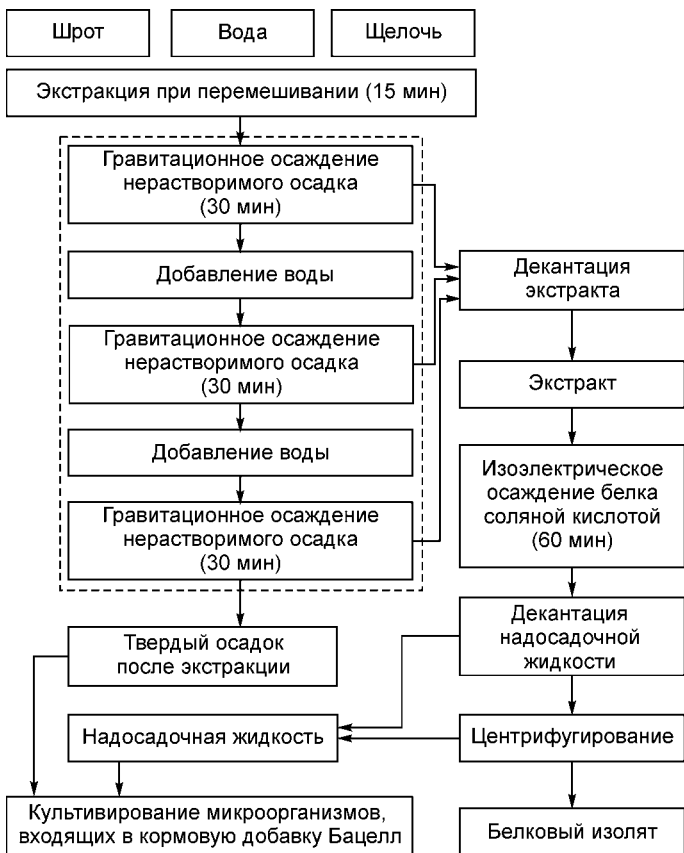 Шрот
Вода
Щелочь
Экстракция при перемешивании (15 мин)
Гравитационное осаждение
нерастворимого осадка
(30 мин)
Добавление воды
Гравитационное осаждение
нерастворимого осадка
(30 мин)
Добавление воды
Гравитационное осаждение
нерастворимого осадка
(30 мин)
Твердый осадок
после экстракции
Декантация
экстракта
Экстракт
Изоэлектрическое
осаждение белка
соляной кислотой
(60 мин)
Декантация
надосадочной
жидкости
Надосадочная жидкость
Центрифугирование
Культивирование микроорганизмов,
входящих в кормовую добавку Бацелл
Белковый изолят